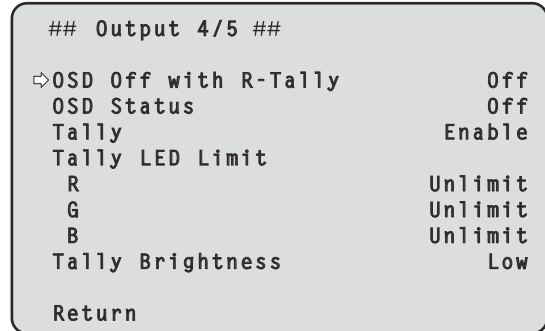 ## Output 4/5 ##
⇨OSD Off with R-Tally Off
OSD Status Off
Tally Enable
Tally LED Limit
R Unlimit
G Unlimit
B Unlimit
Tally Brightness Low
Return